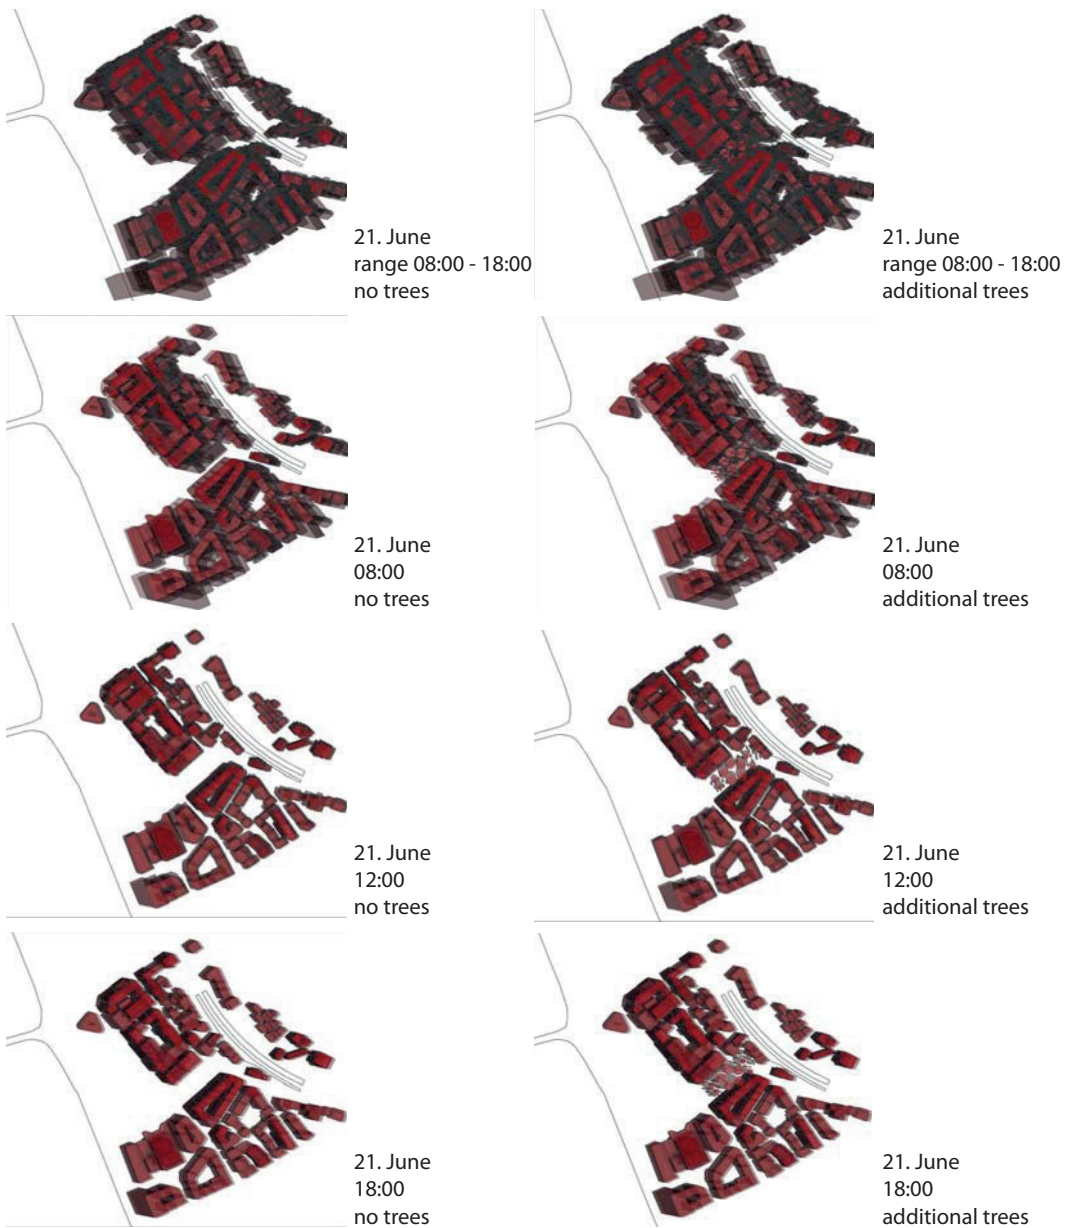 21. June
range 08:00 - 18:00
no trees
21. June
range 08:00 - 18:00
additional trees
21. June
08:00
no trees
21. June
08:00
additional trees
21. June
12:00
no trees
21. June
12:00
additional trees
21. June
18:00
no trees
21. June
18:00
additional trees